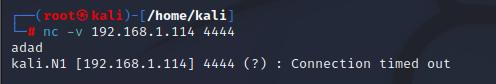 ┌──(root㉿kali)-[/home/kali]
└─# nc -v 192.168.1.114 4444
adad
kali.N1 [192.168.1.114] 4444 (?) : Connection timed out